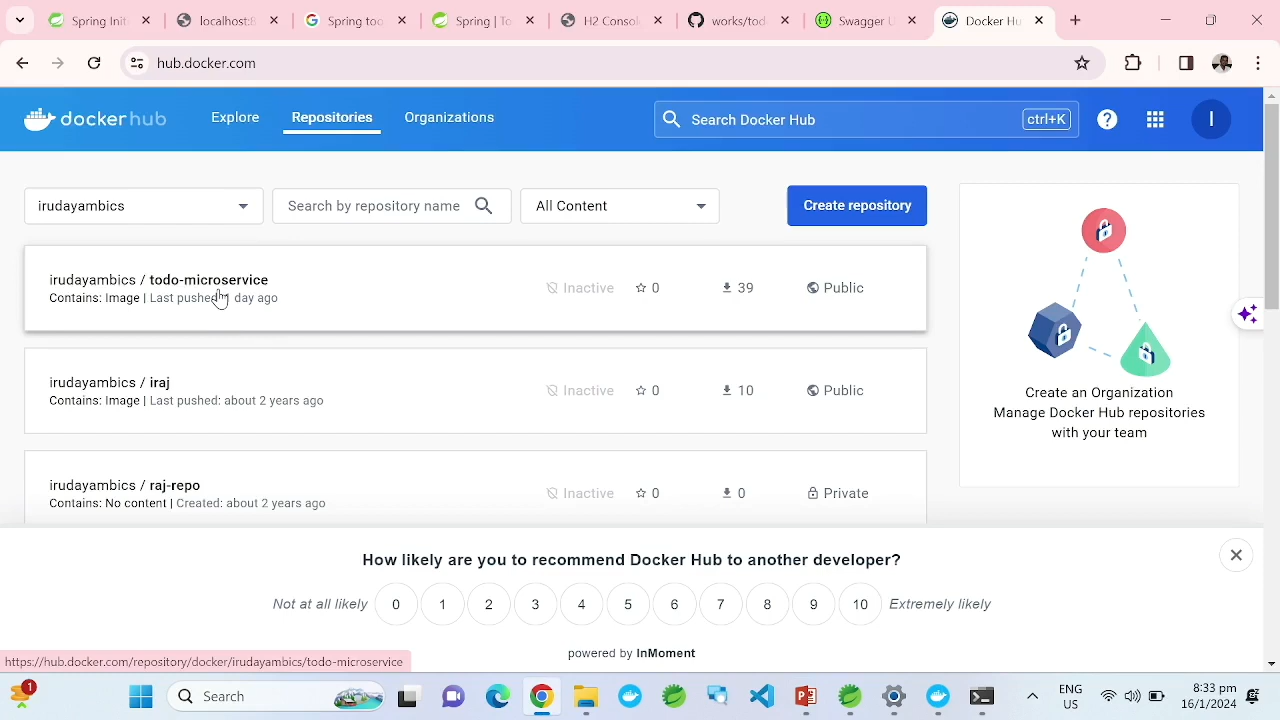 Spring Init
localhost:8
Spring too
Spring | To
H2 Consol
works/tod
Swagger U
Docker Hu
hub.docker.com
dockerhub
Explore
Repositories
Organizations
Search Docker Hub
ctrl+K
I
irudayambics
Search by repository name
All Content
Create repository
irudayambics / todo-microservice
Contains: Image | Last pushed: day ago
Inactive
0
39
Public
irudayambics / iraj
Contains: Image | Last pushed: about 2 years ago
Inactive
0
10
Public
irudayambics / raj-repo
Contains: No content | Created: about 2 years ago
Inactive
0
0
Private
Create an Organization
Manage Docker Hub repositories
with your team
How likely are you to recommend Docker Hub to another developer?
Not at all likely 0 1 2 3 4 5 6 7 8 9 10 Extremely likely
powered by InMoment
https://hub.docker.com/repository/docker/irudayambics/todo-microservice
1
Search
ENG
US
8:33 pm
16/1/2024